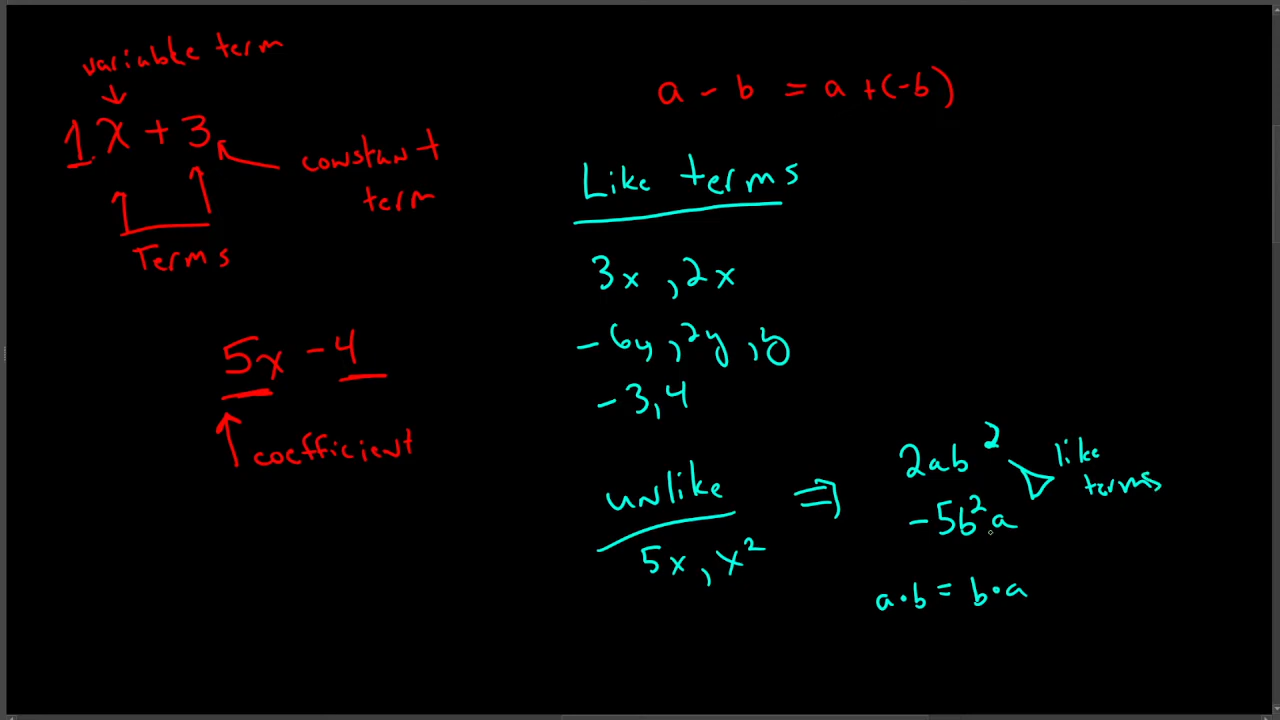 variable term
1.x + 3
constant
term
Terms
5x - 4
coefficient
a - b = a + (-b)
Like terms
3x , 2x
- 6y , 2y , y
- 3, 4
unlike ⇒
5x , x²
2ab²
- 5b²a
like
terms
a·b = b·a